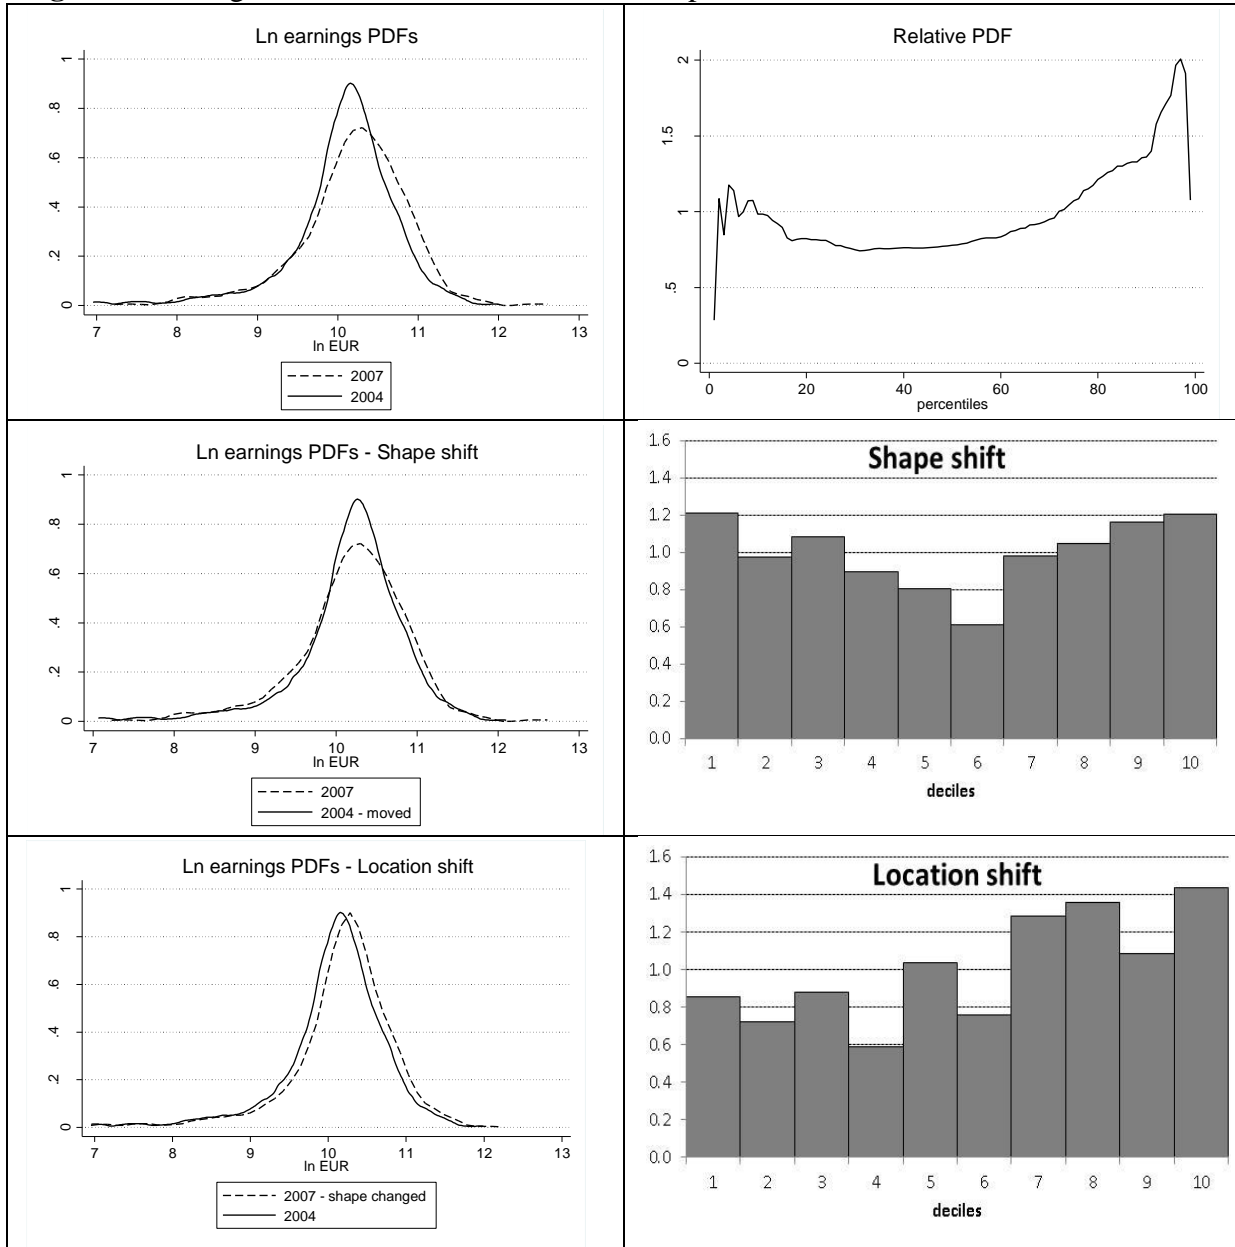 Ln earnings PDFs
1
.8
.6
.4
.2
0
7 8 9 10 11 12 13
ln EUR
2007
2004
Relative PDF
2
1.5
1
.5
0
0 20 40 60 80 100
percentiles
Ln earnings PDFs - Shape shift
1
.8
.6
.4
.2
0
7 8 9 10 11 12 13
ln EUR
2007
2004 - moved
Shape shift
1.6
1.4
1.2
1.0
0.8
0.6
0.4
0.2
0.0
1 2 3 4 5 6 7 8 9 10
deciles
Ln earnings PDFs - Location shift
1
.8
.6
.4
.2
0
7 8 9 10 11 12 13
ln EUR
2007 - shape changed
2004
Location shift
1.6
1.4
1.2
1.0
0.8
0.6
0.4
0.2
0.0
1 2 3 4 5 6 7 8 9 10
deciles